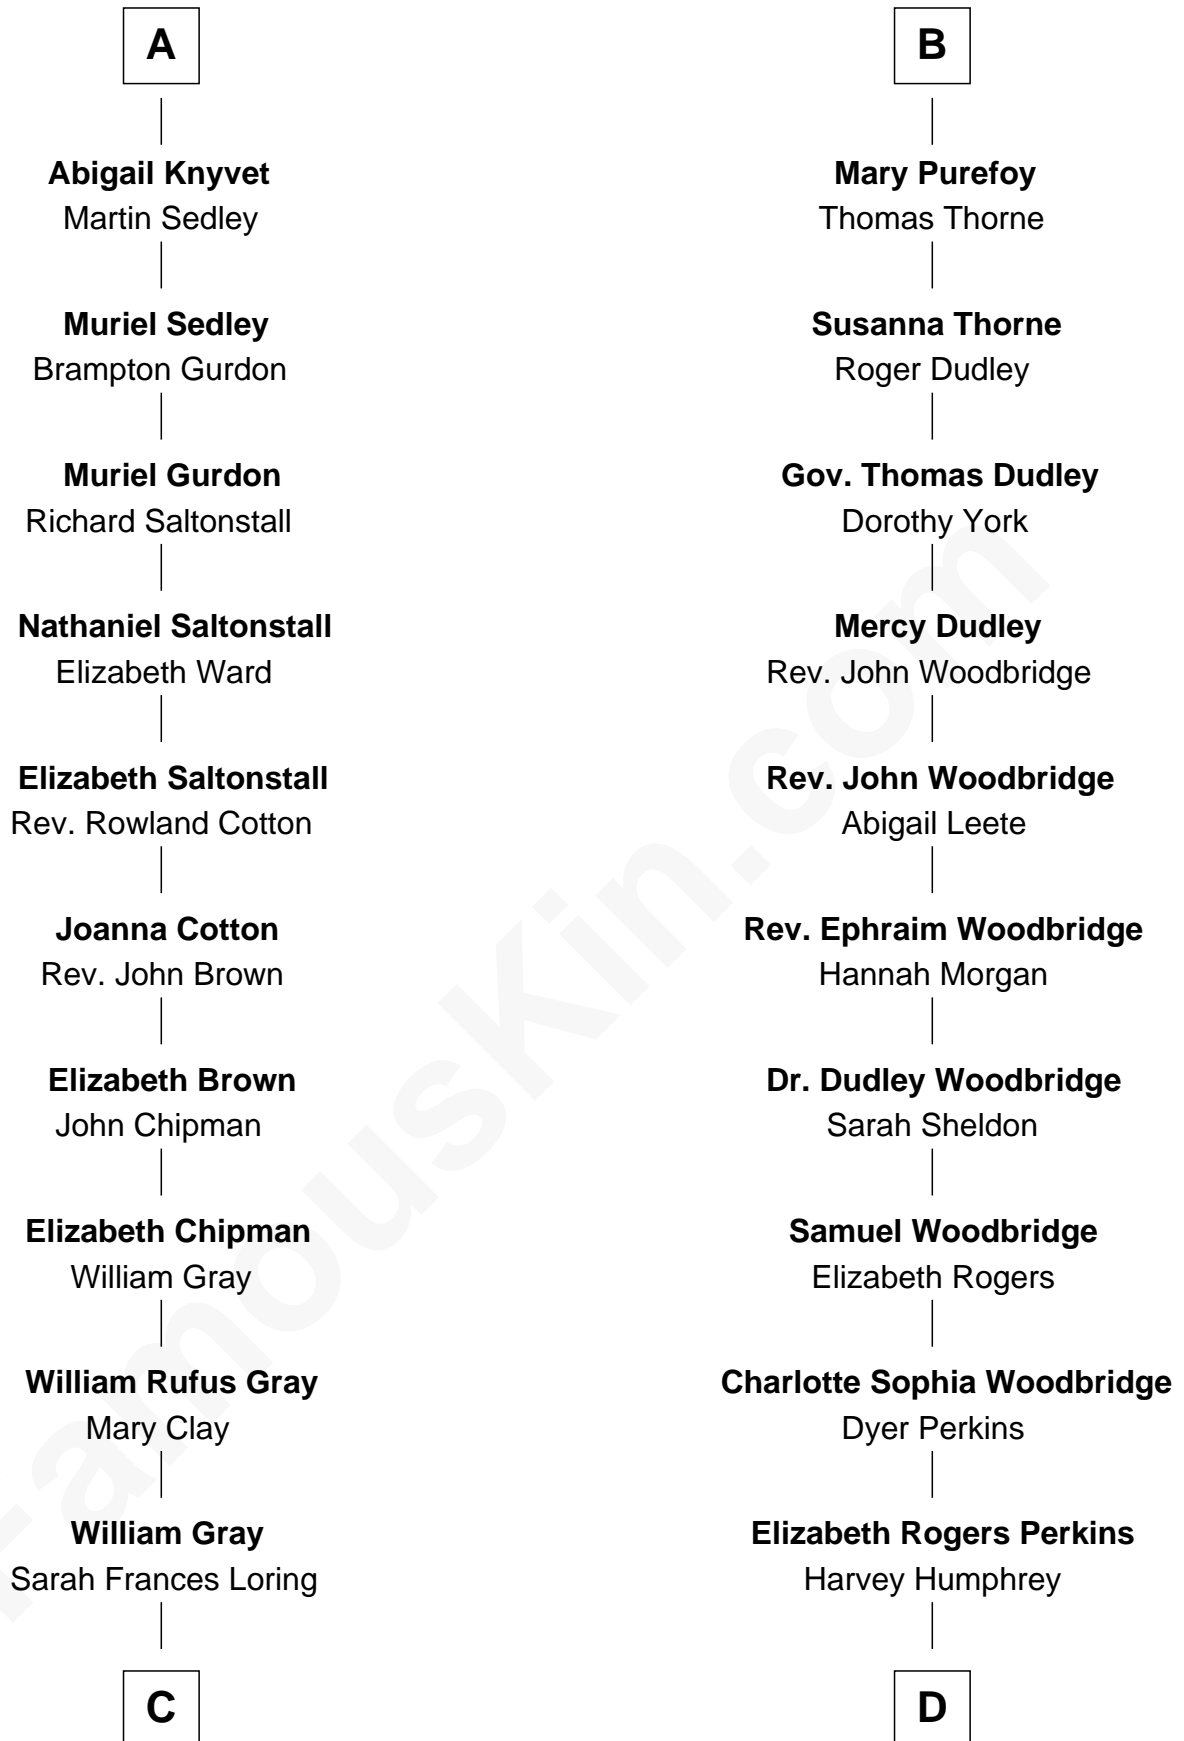 A
Abigail Knyvet
Martin Sedley
Muriel Sedley
Brampton Gurdon
Muriel Gurdon
Richard Saltonstall
Nathaniel Saltonstall
Elizabeth Ward
Elizabeth Saltonstall
Rev. Rowland Cotton
Joanna Cotton
Rev. John Brown
Elizabeth Brown
John Chipman
Elizabeth Chipman
William Gray
William Rufus Gray
Mary Clay
William Gray
Sarah Frances Loring
C
B
Mary Purefoy
Thomas Thorne
Susanna Thorne
Roger Dudley
Gov. Thomas Dudley
Dorothy York
Mercy Dudley
Rev. John Woodbridge
Rev. John Woodbridge
Abigail Leete
Rev. Ephraim Woodbridge
Hannah Morgan
Dr. Dudley Woodbridge
Sarah Sheldon
Samuel Woodbridge
Elizabeth Rogers
Charlotte Sophia Woodbridge
Dyer Perkins
Elizabeth Rogers Perkins
Harvey Humphrey
D
FamousKin.com